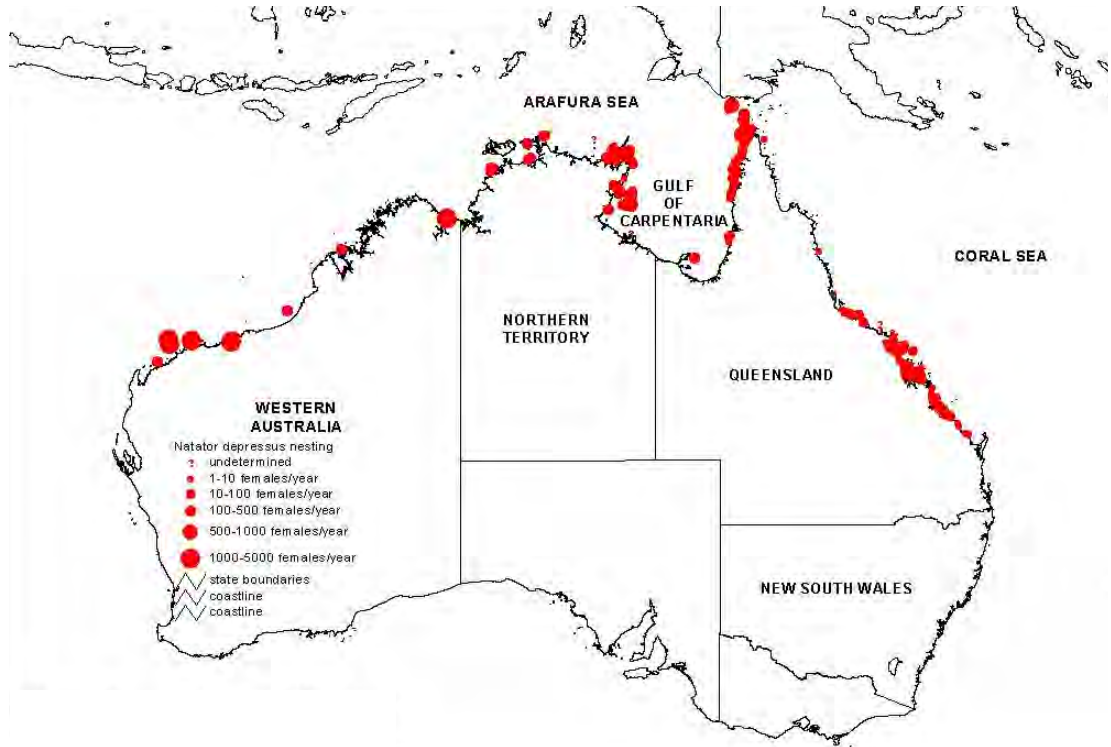 ARAFURA SEA
GULF
OF
CARPENTARIA
CORAL SEA
NORTHERN
TERRITORY
QUEENSLAND
WESTERN
AUSTRALIA
Natator depressus nesting
undetermined
1-10 females/year
10-100 females/year
100-500 females/year
500-1000 females/year
1000-5000 females/year
state boundaries
coastline
coastline
NEW SOUTH WALES